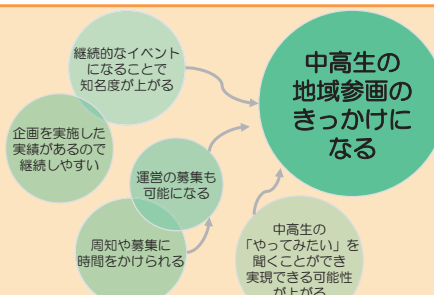 継続的なイベント
になることで
知名度が上がる
中高生の
地域参画の
きっかけに
なる
企画を実施した
実績があるので
継続しやすい
運営の募集も
可能になる
周知や募集に
時間をかけられる
中高生の
「やってみたい」を
聞くことができ
実現できる可能性
が上がる